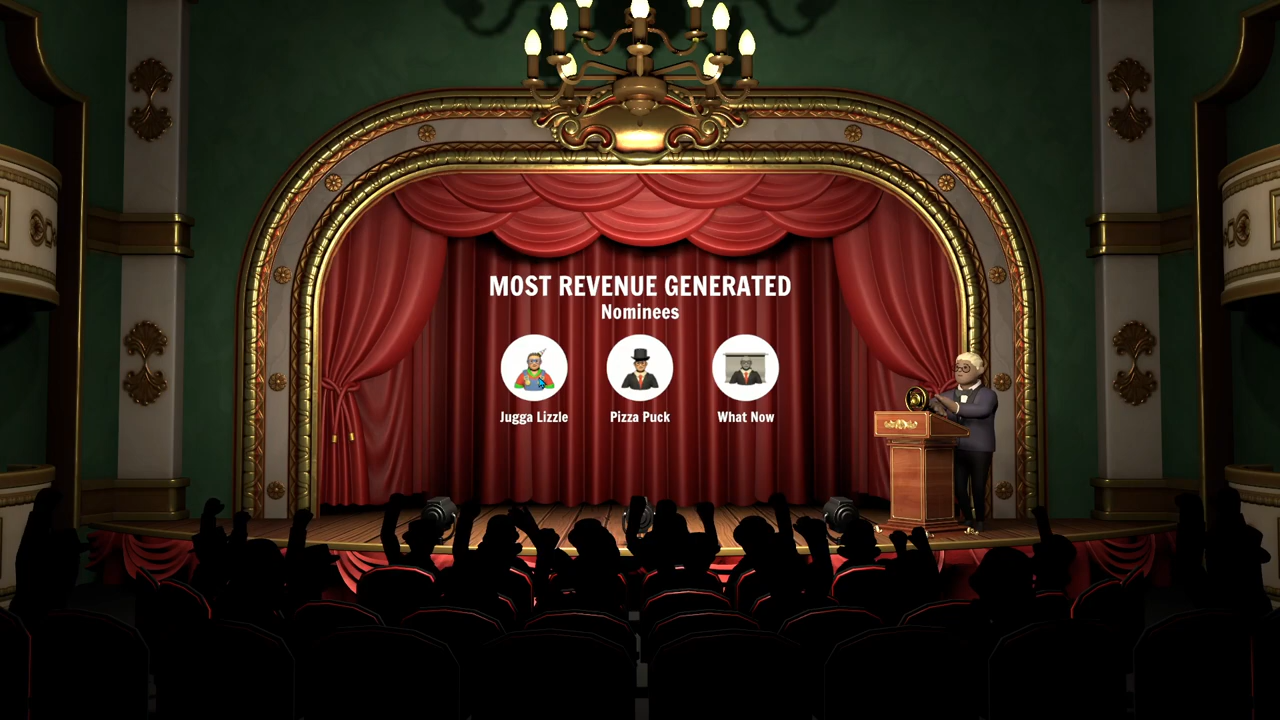 MOST REVENUE GENERATED
Nominees
Jugga Lizzle
Pizza Puck
What Now